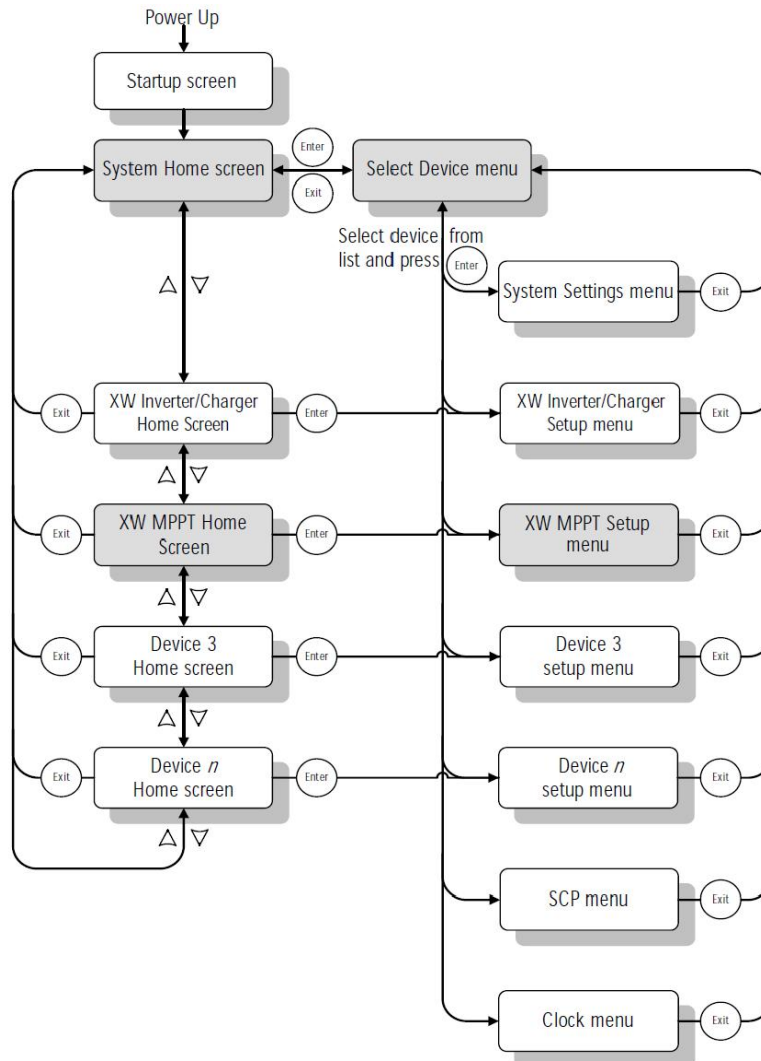 Power Up
Startup screen
System Home screen
Enter
Exit
Select Device menu
Select device from
list and press
Enter
System Settings menu
Exit
Exit
XW Inverter/Charger
Home Screen
Enter
XW Inverter/Charger
Setup menu
Exit
Exit
XW MPPT Home
Screen
Enter
XW MPPT Setup
menu
Exit
Exit
Device 3
Home screen
Enter
Device 3
setup menu
Exit
Exit
Device n
Home screen
Enter
Device n
setup menu
Exit
SCP menu
Exit
Clock menu
Exit